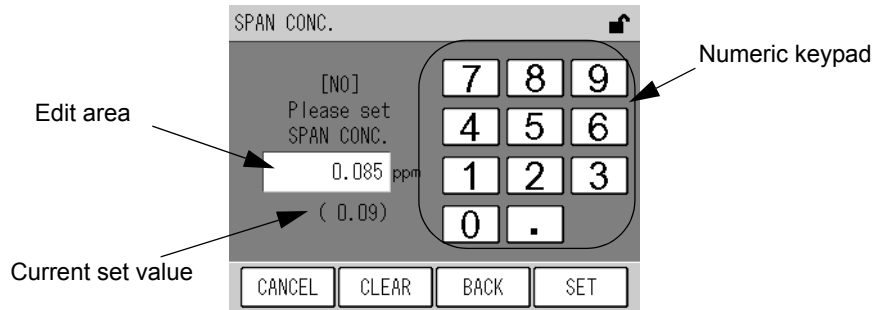 SPAN CONC.
Numeric keypad
[NO]
Please set
SPAN CONC.
Edit area
0.085 ppm
( 0.09)
Current set value
7 8 9
4 5 6
1 2 3
0 .
CANCEL CLEAR BACK SET